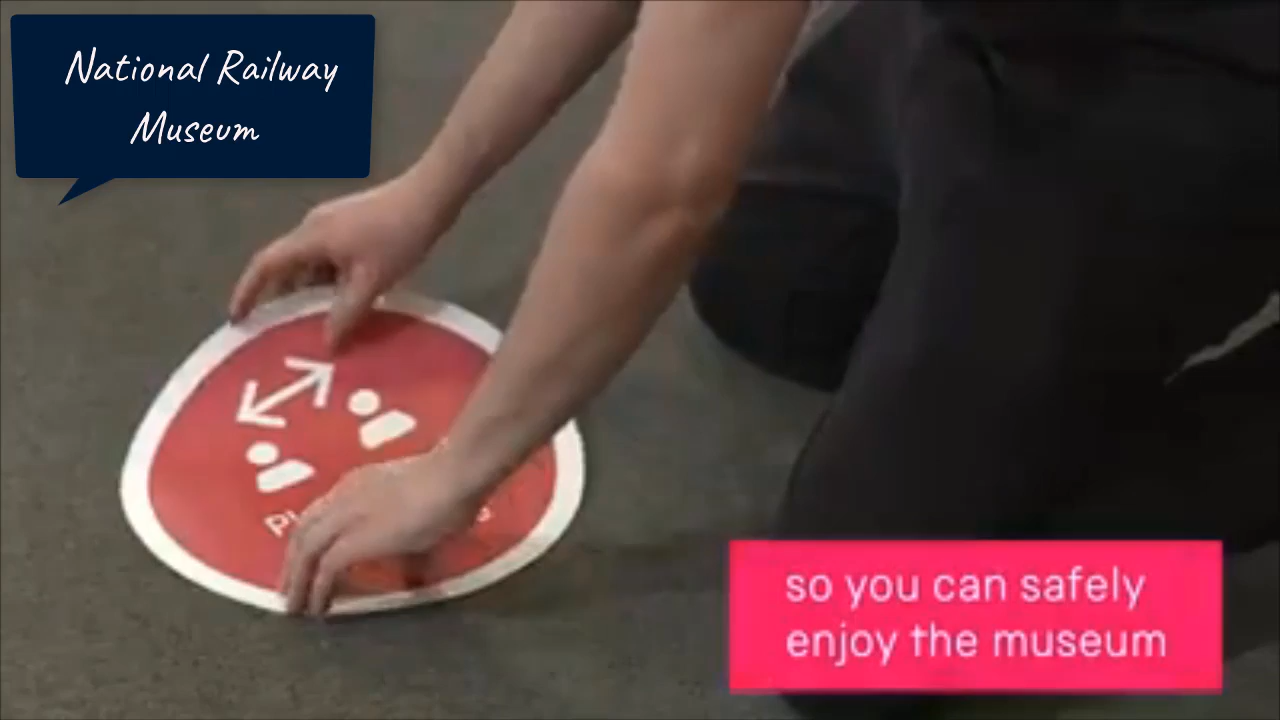 National Railway
Museum
so you can safely
enjoy the museum